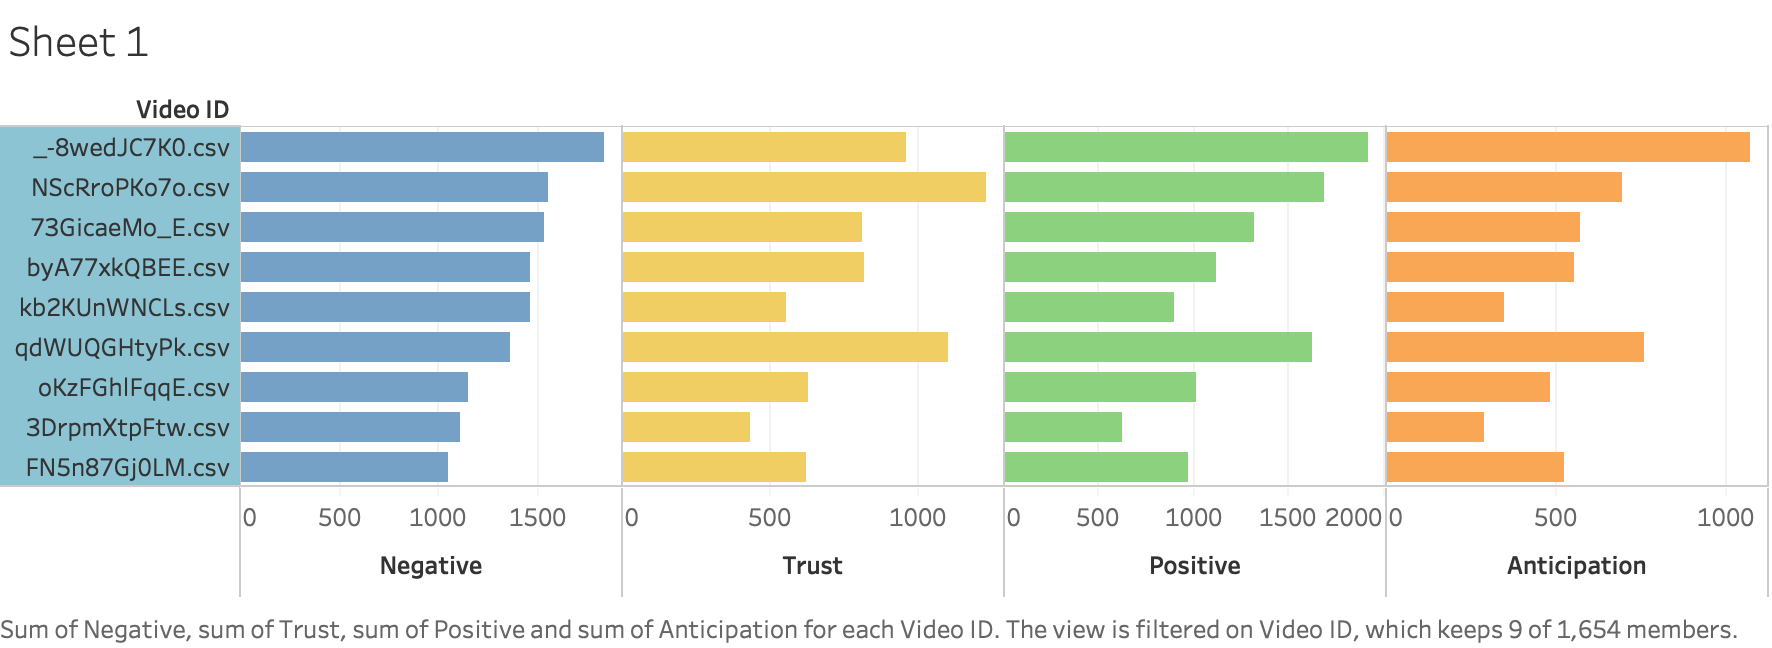 Sheet 1
Video ID
_-8wedJC7K0.csv
NScRroPKo7o.csv
73GicaeMo_E.csv
byA77xkQBEE.csv
kb2KUnWNCLs.csv
qdWUQGHtyPk.csv
oKzFGhlFqqE.csv
3DrpmXtpFtw.csv
FN5n87Gj0LM.csv
0 500 1000 1500 0 500 1000 0 500 1000 1500 2000 0 500 1000
Negative Trust Positive Anticipation
Sum of Negative, sum of Trust, sum of Positive and sum of Anticipation for each Video ID. The view is filtered on Video ID, which keeps 9 of 1,654 members.